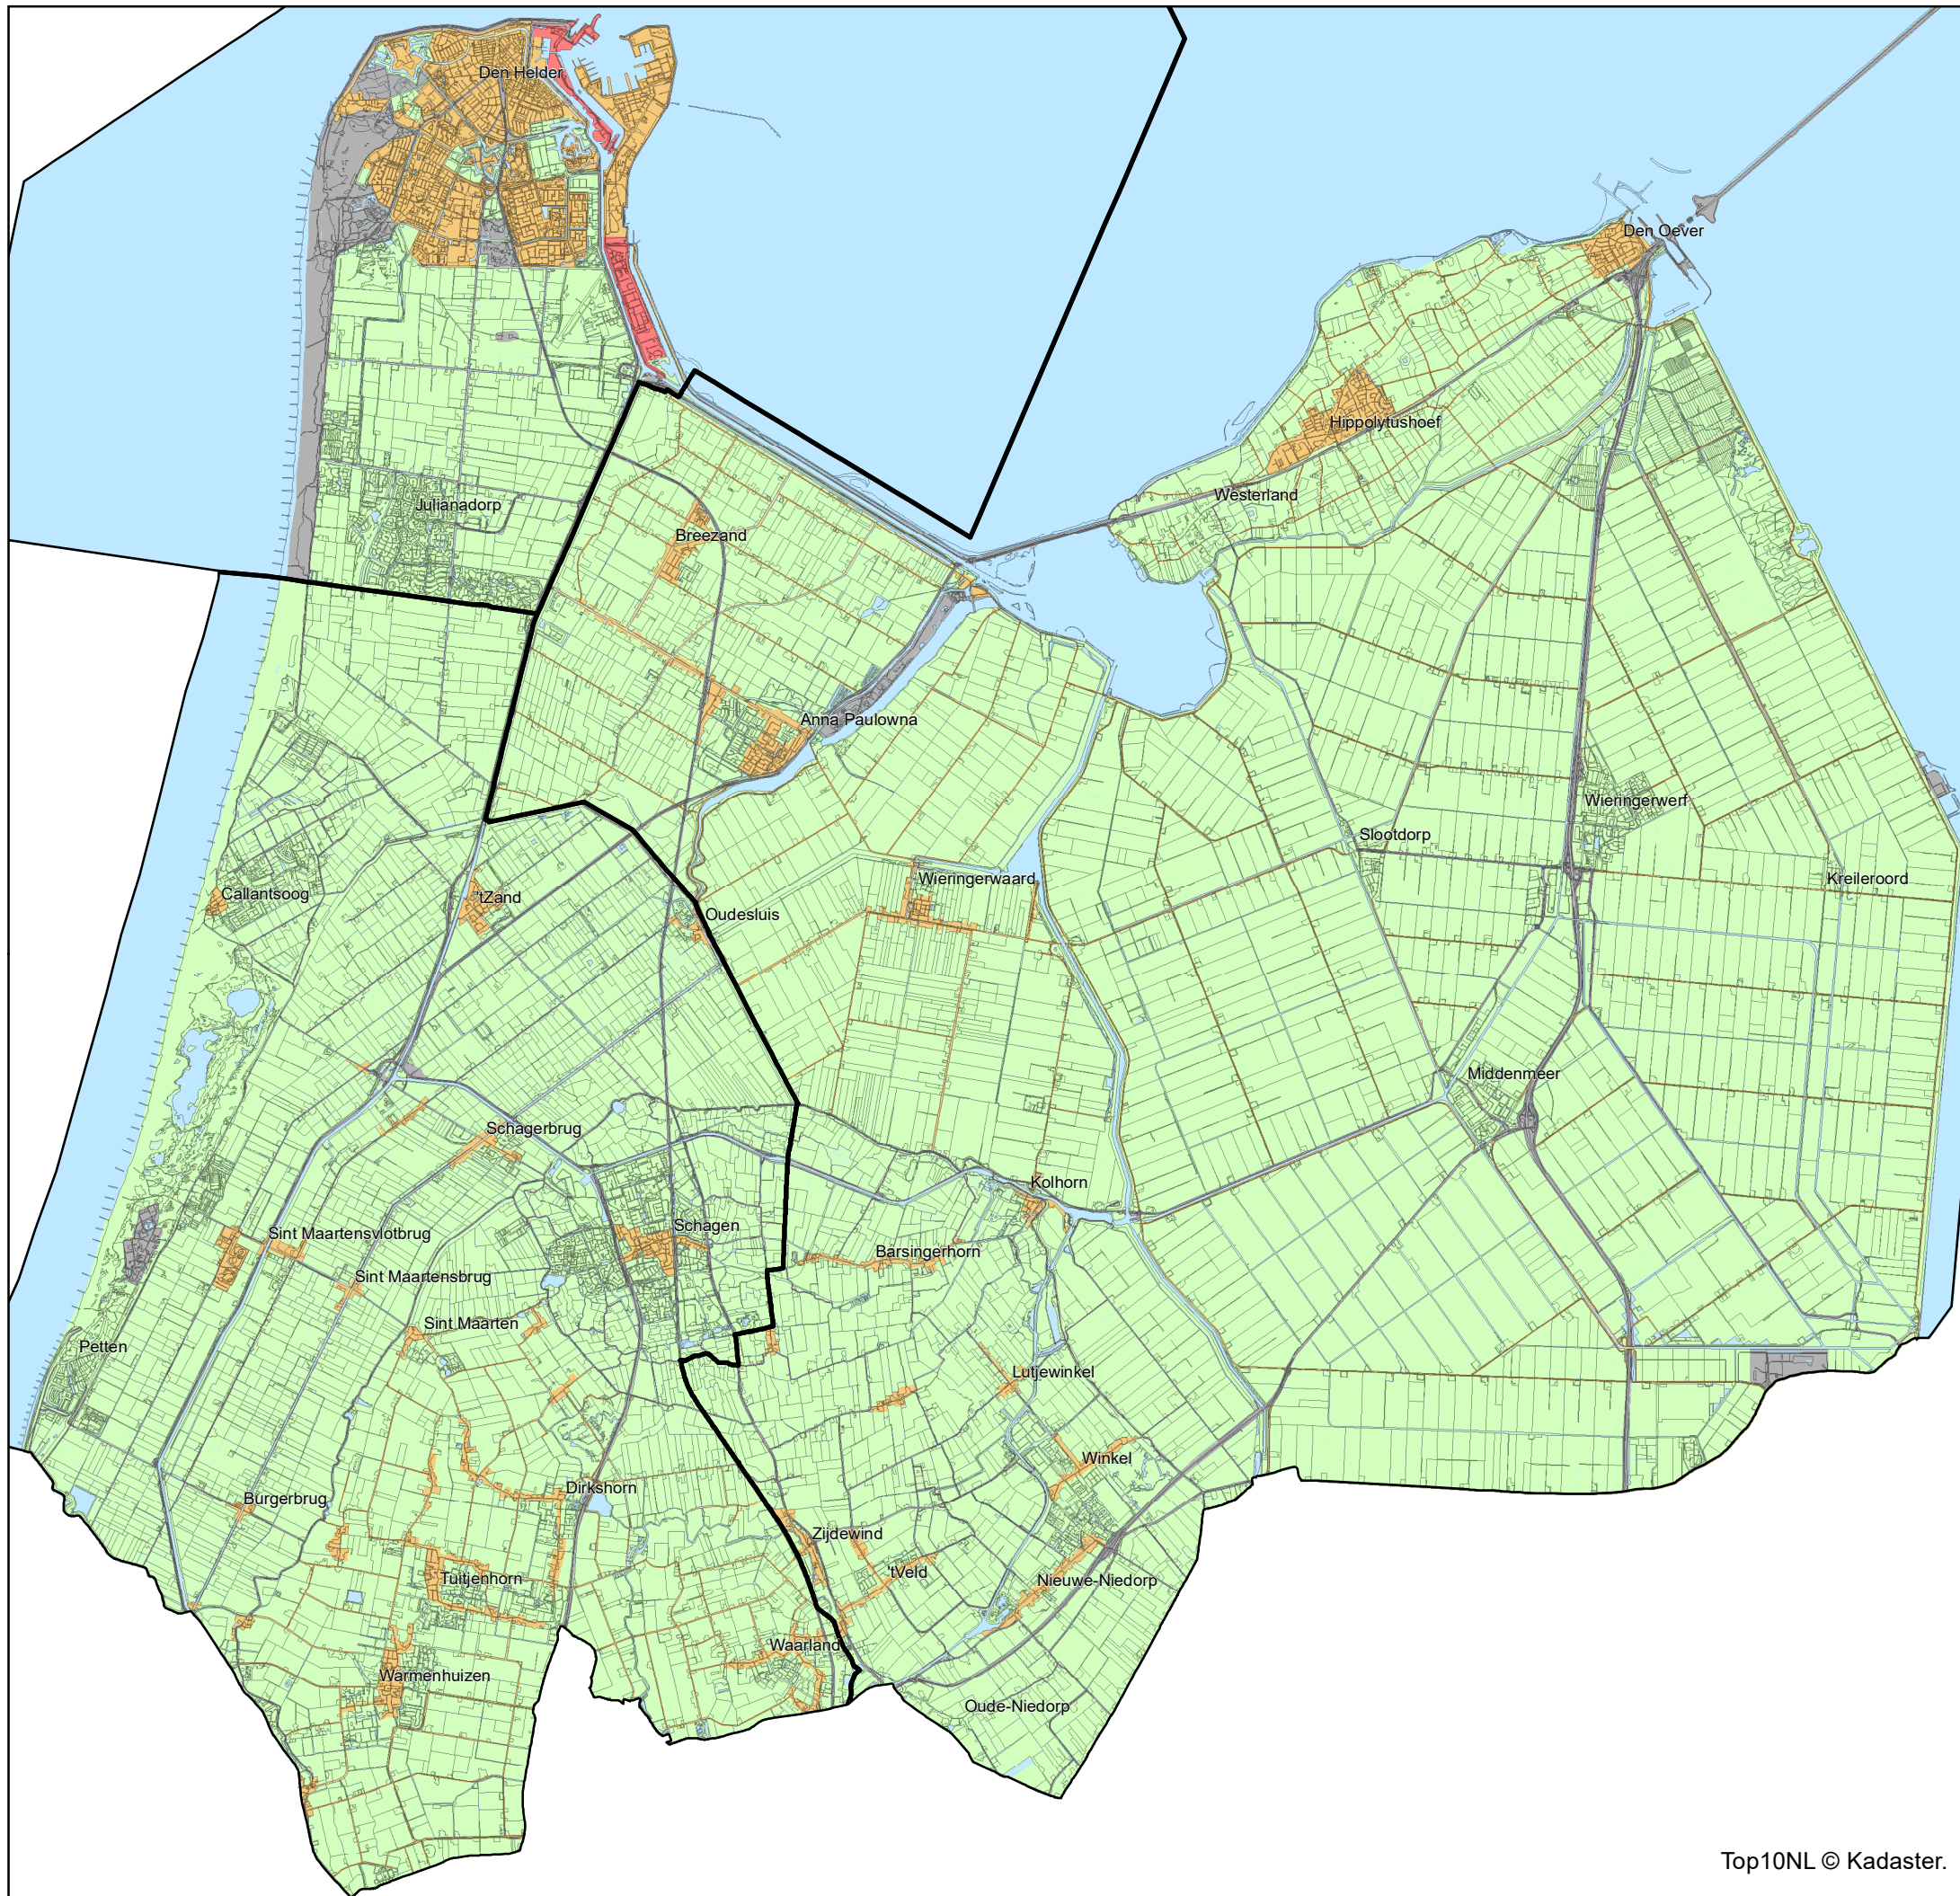 Den Helder
Den Oever
Hippolytushoef
Westerland
Julianadorp
Breezand
Anna Paulowna
Wieringerwerf
Slootdorp
Wieringerwaard
Kreileroord
Callantsoog
'tZand
Oudesluis
Middenmeer
Schagerbrug
Kolhorn
Schagen
Sint Maartensvlotbrug
Barsingerhorn
Sint Maartensbrug
Sint Maarten
Petten
Lutjewinkel
Winkel
Dirkshorn
Burgerbrug
Zijdewind
'tVeld
Tuitjenhorn
Nieuwe-Niedorp
Waarland
Warmenhuizen
Oude-Niedorp
Top10NL © Kadaster.